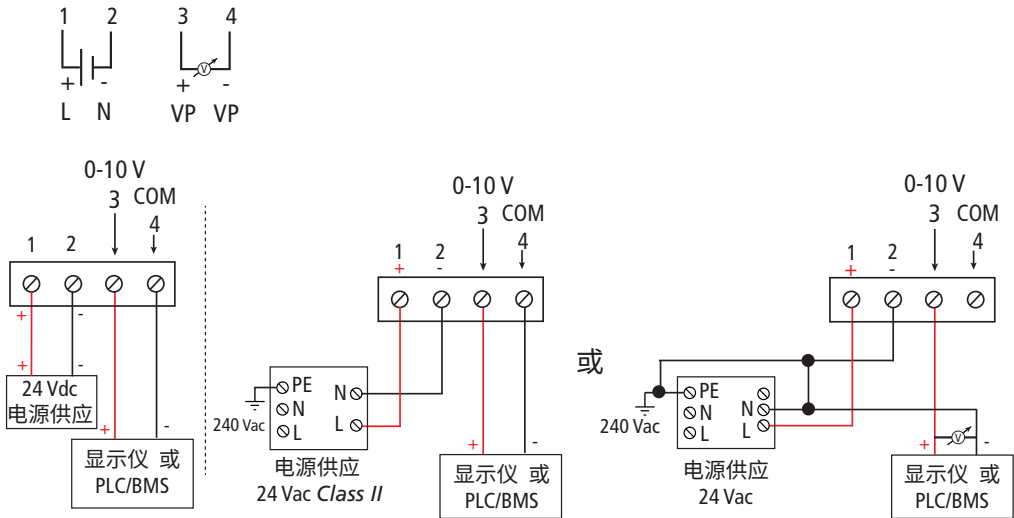 1 2 3 4
+ - + -
L N VP VP
0-10 V
3 COM
4
1 2
+ -
+ -
24 Vdc
电源供应
+ -
显示仪 或
PLC/BMS
0-10 V
3 COM
1 2 4
+ -
PE
N N
L L
240 Vac
电源供应
24 Vac Class II
+ -
显示仪 或
PLC/BMS
或
0-10 V
3 COM
1 2 4
+ -
PE
N N
L L
240 Vac
电源供应
24 Vac
V
+ -
显示仪 或
PLC/BMS
V